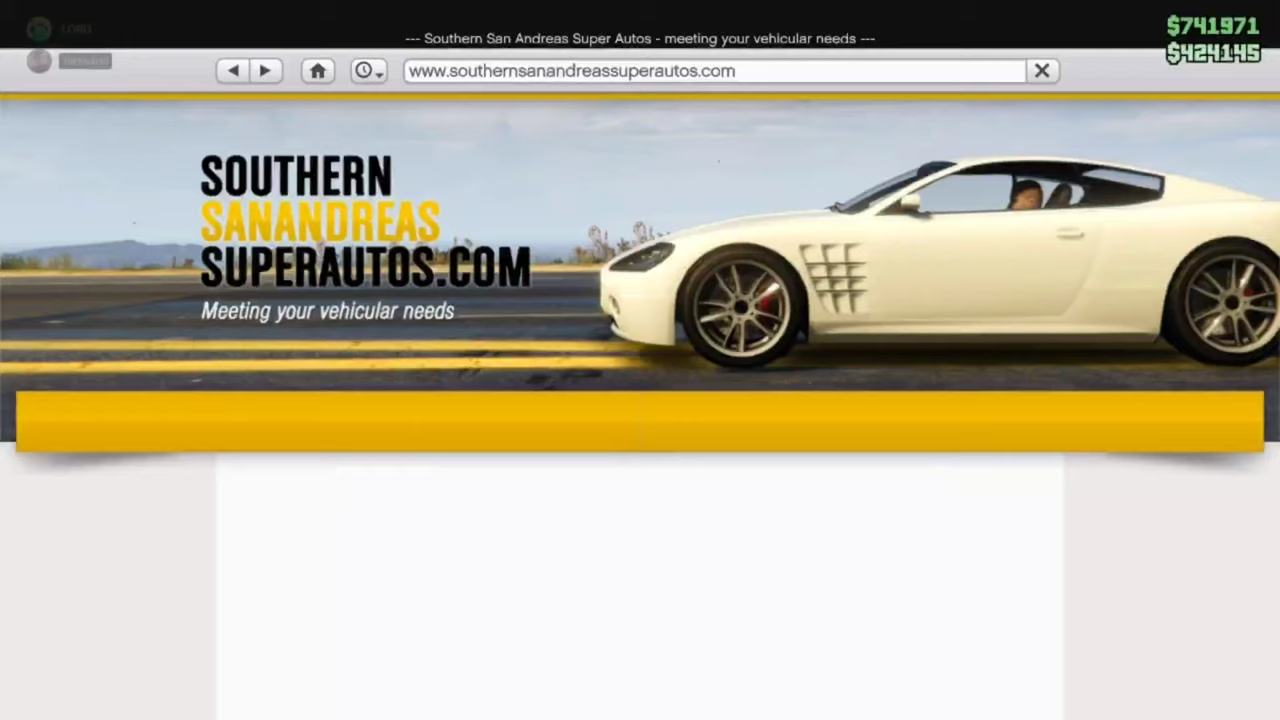 LORD
--- Southern San Andreas Super Autos - meeting your vehicular needs ---
$741971
$424145
www.southernsanandreassuperautos.com
SOUTHERN
SANANDREAS
SUPERAUTOS.COM
Meeting your vehicular needs